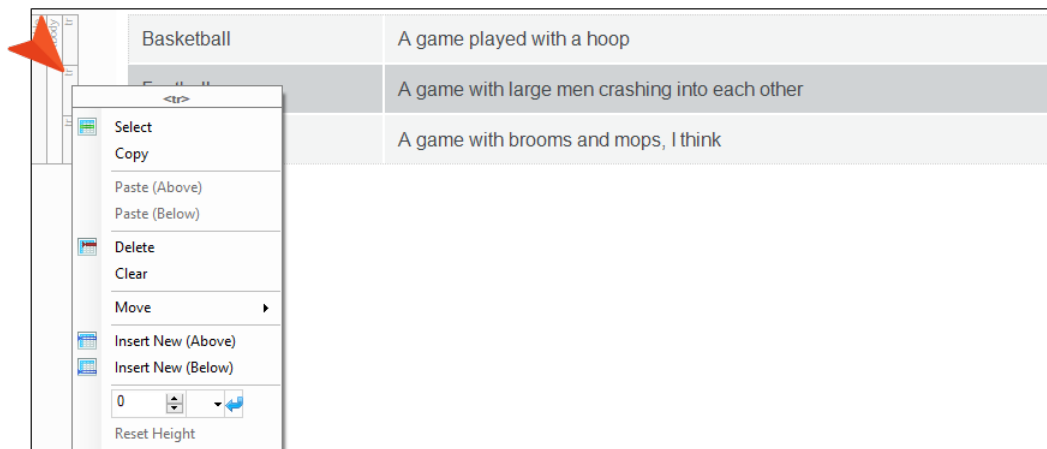 tr
Basketball
A game played with a hoop
tr
A game with large men crashing into each other
<tr>
Select
A game with brooms and mops, I think
Copy
Paste (Above)
Paste (Below)
Delete
Clear
Move
Insert New (Above)
Insert New (Below)
0
Reset Height